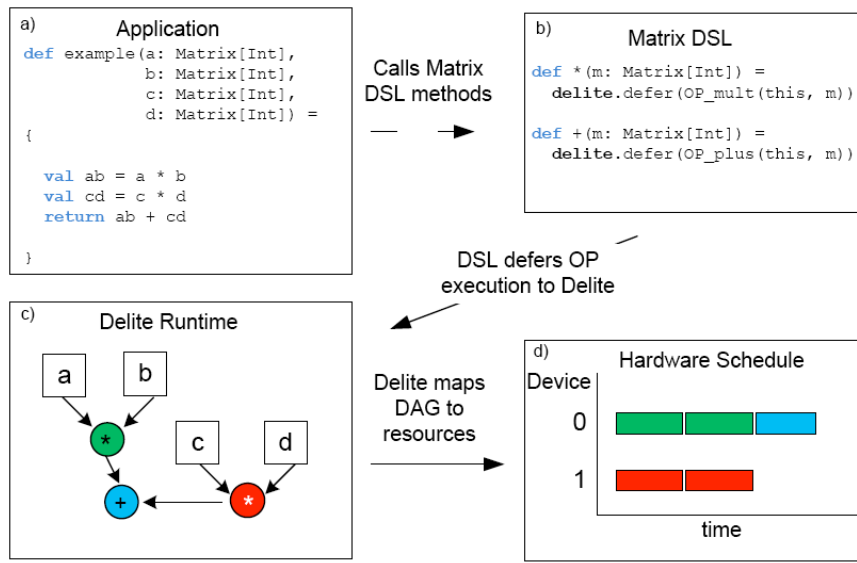 a)
Application
def example(a: Matrix[Int],
b: Matrix[Int],
c: Matrix[Int],
d: Matrix[Int]) =
{
val ab = a * b
val cd = c * d
return ab + cd
}
Calls Matrix
DSL methods
b)
Matrix DSL
def *(m: Matrix[Int]) =
delite.defer(OP_mult(this, m))
def +(m: Matrix[Int]) =
delite.defer(OP_plus(this, m))
DSL defers OP
execution to Delite
c)
Delite Runtime
a
b
*
c
d
+
*
Delite maps
DAG to
resources
d)
Hardware Schedule
Device
0
1
time